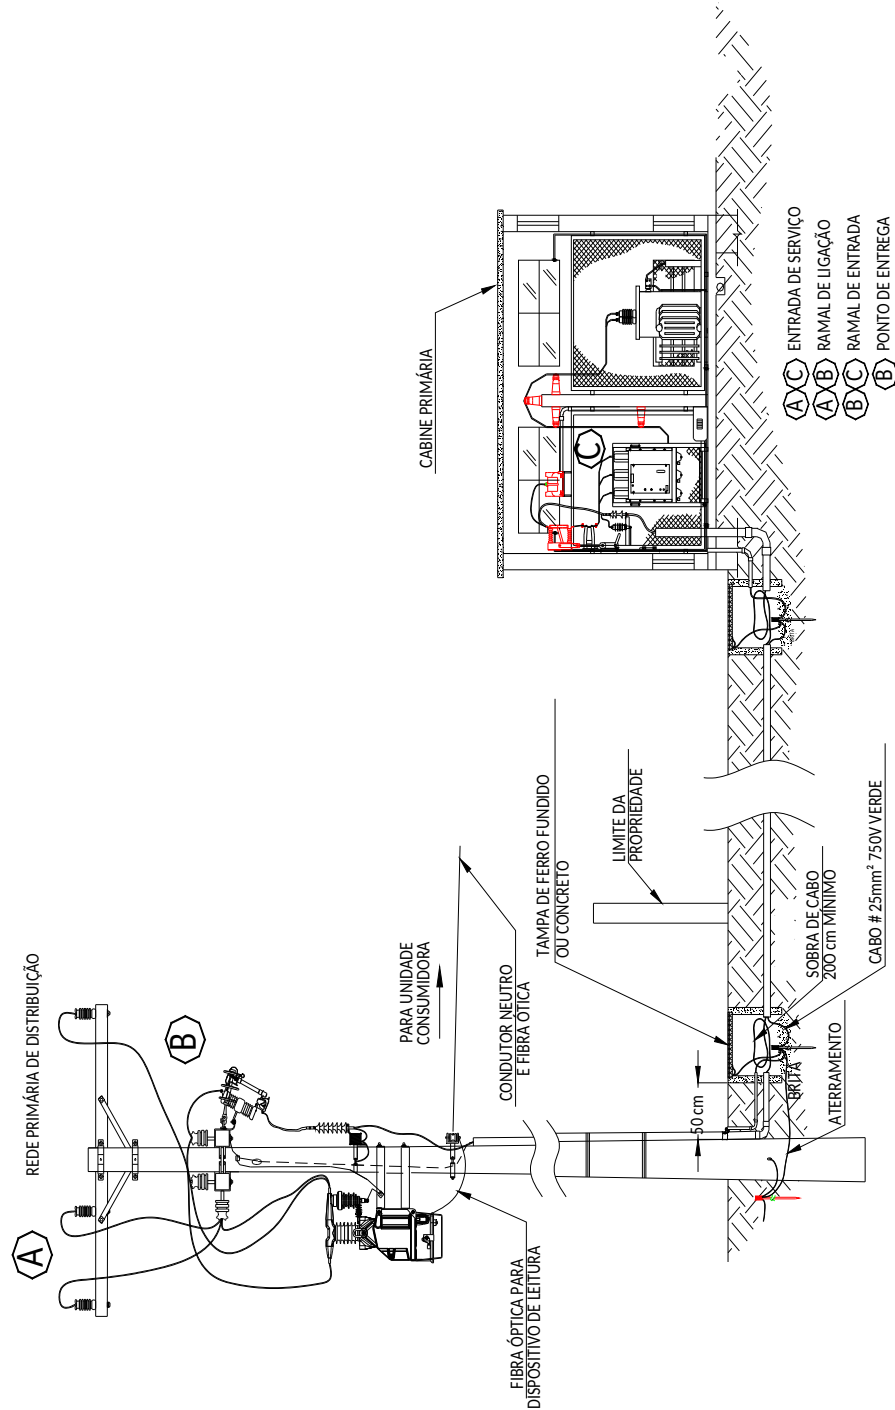 REDE PRIMÁRIA DE DISTRIBUIÇÃO
A
B
PARA UNIDADE
CONSUMIDORA
CONDUTOR NEUTRO
E FIBRA ÓTICA
FIBRA ÓPTICA PARA
DISPOSITIVO DE LEITURA
CABINE PRIMÁRIA
C
TAMPA DE FERRO FUNDIDO
OU CONCRETO
LIMITE DA
PROPRIEDADE
50 cm
BRITA
ATERRAMENTO
SOBRA DE CABO
200 cm MÍNIMO
CABO # 25mm² 750V VERDE
A C ENTRADA DE SERVIÇO
A B RAMAL DE LIGAÇÃO
B C RAMAL DE ENTRADA
B PONTO DE ENTREGA